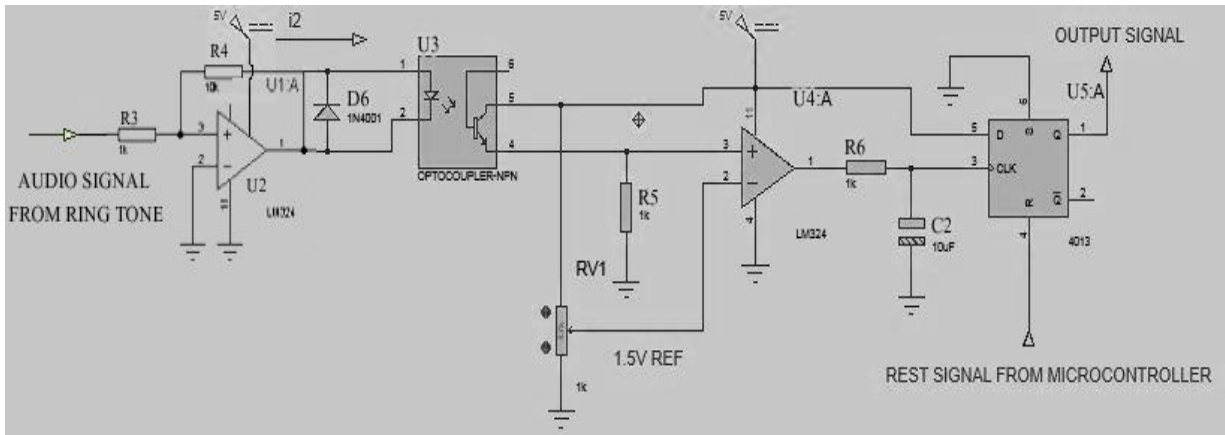 5V
i2
R4
10k
U1:A
U3
1
2
6
5
4
OPTOCOUPLER-NPN
D6
1N4001
R3
1k
3
2
1
11
U2
LM324
AUDIO SIGNAL
FROM RING TONE
5V
U4:A
11
3
2
1
4
LM324
R5
1k
RV1
1k
1.5V REF
R6
1k
C2
10uF
OUTPUT SIGNAL
U5:A
6
5
D
S
Q
1
3
CLK
Q
2
R
4
4013
REST SIGNAL FROM MICROCONTROLLER